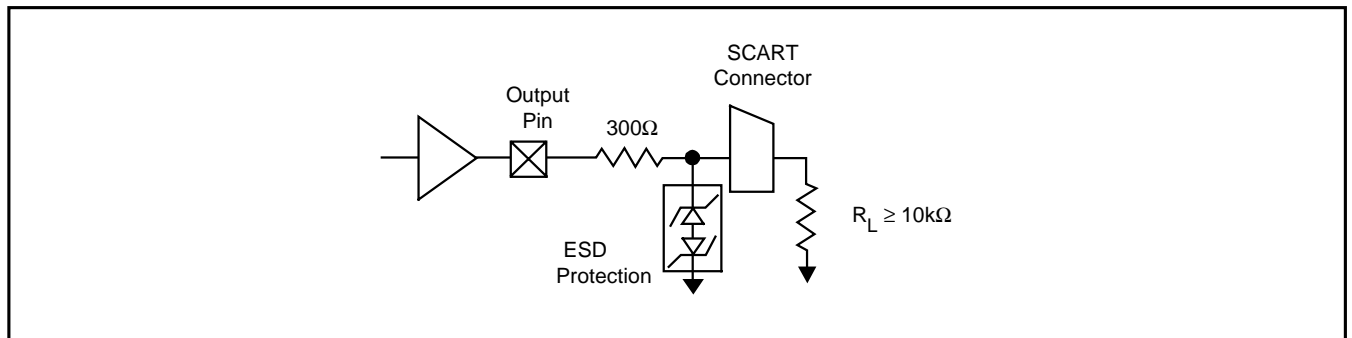 SCART
Connector
Output
Pin
300Ω
ESD
Protection
R_L ≥ 10kΩ